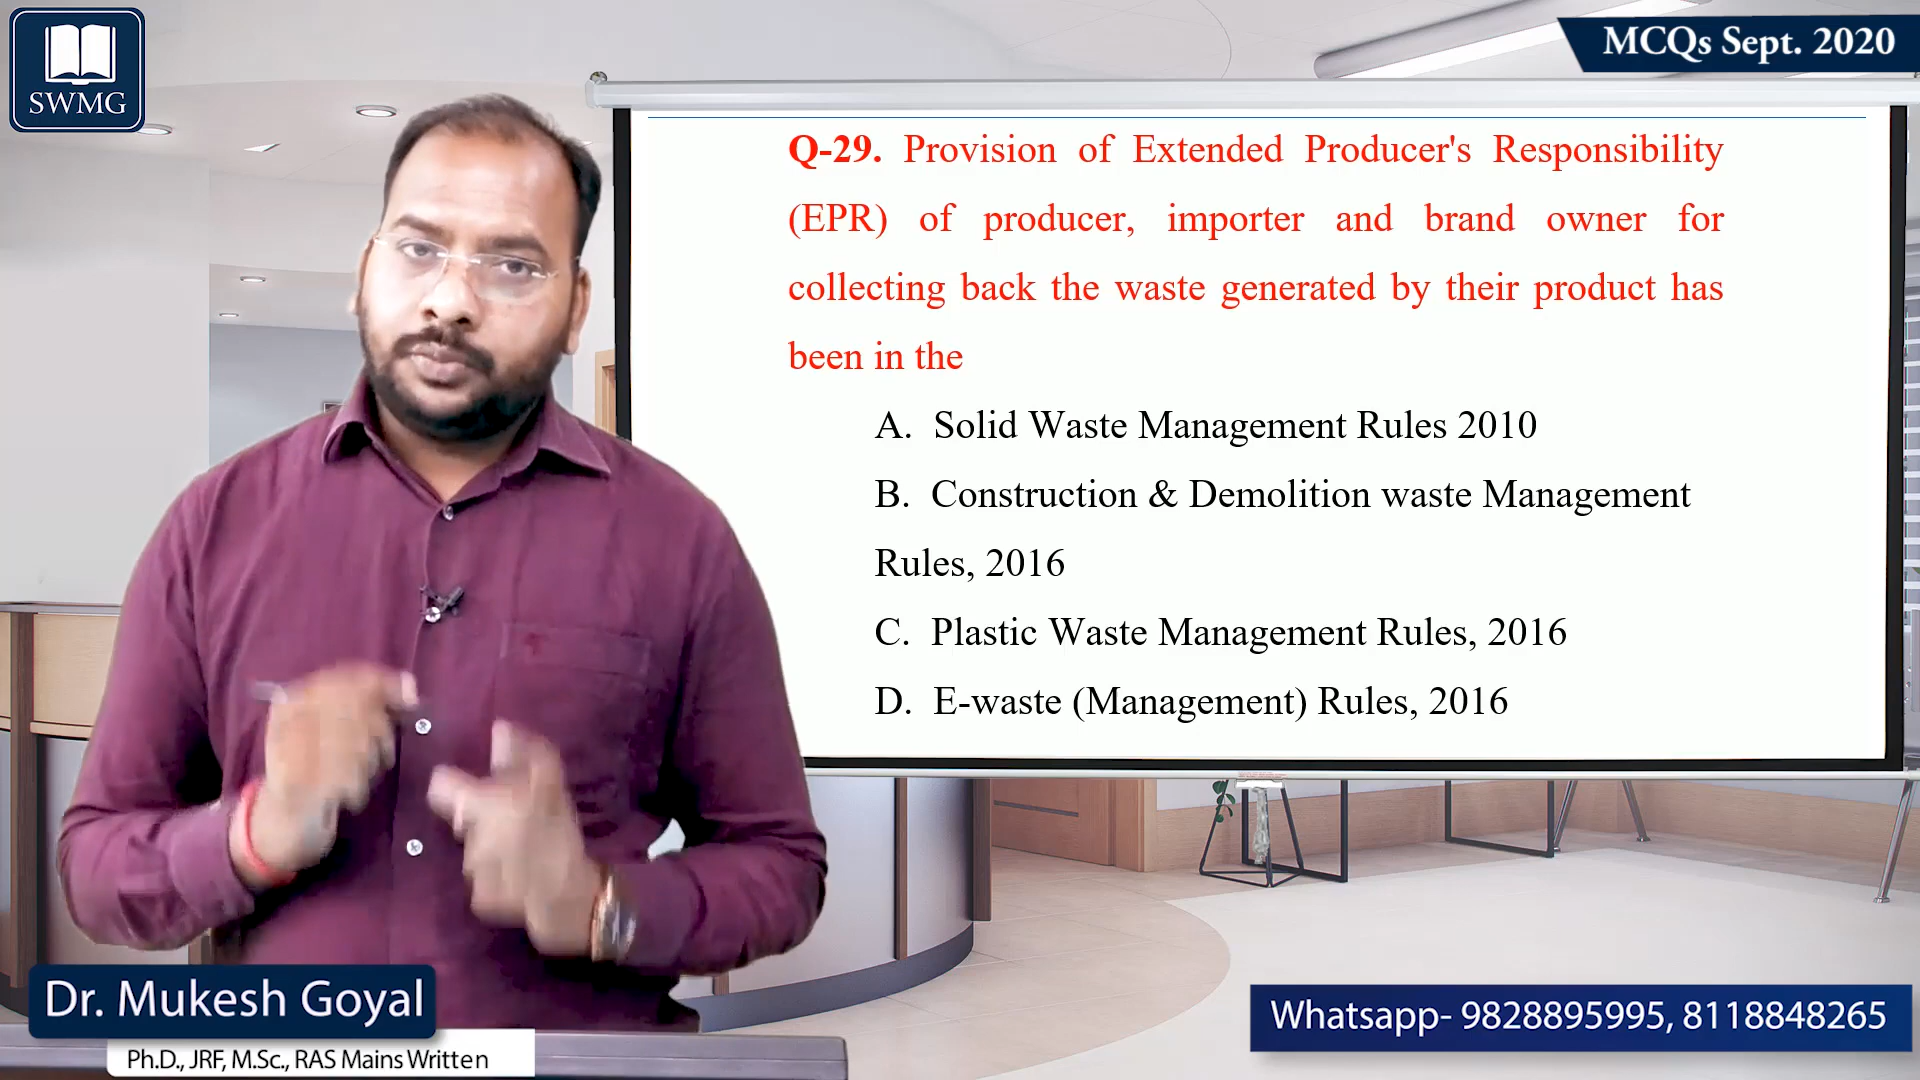 SWMG
MCQs Sept. 2020
Q-29. Provision of Extended Producer's Responsibility
(EPR) of producer, importer and brand owner for
collecting back the waste generated by their product has
been in the
A. Solid Waste Management Rules 2010
B. Construction & Demolition waste Management
Rules, 2016
C. Plastic Waste Management Rules, 2016
D. E-waste (Management) Rules, 2016
Dr. Mukesh Goyal
Ph.D., JRF, M.Sc., RAS Mains Written
Whatsapp- 9828895995, 8118848265